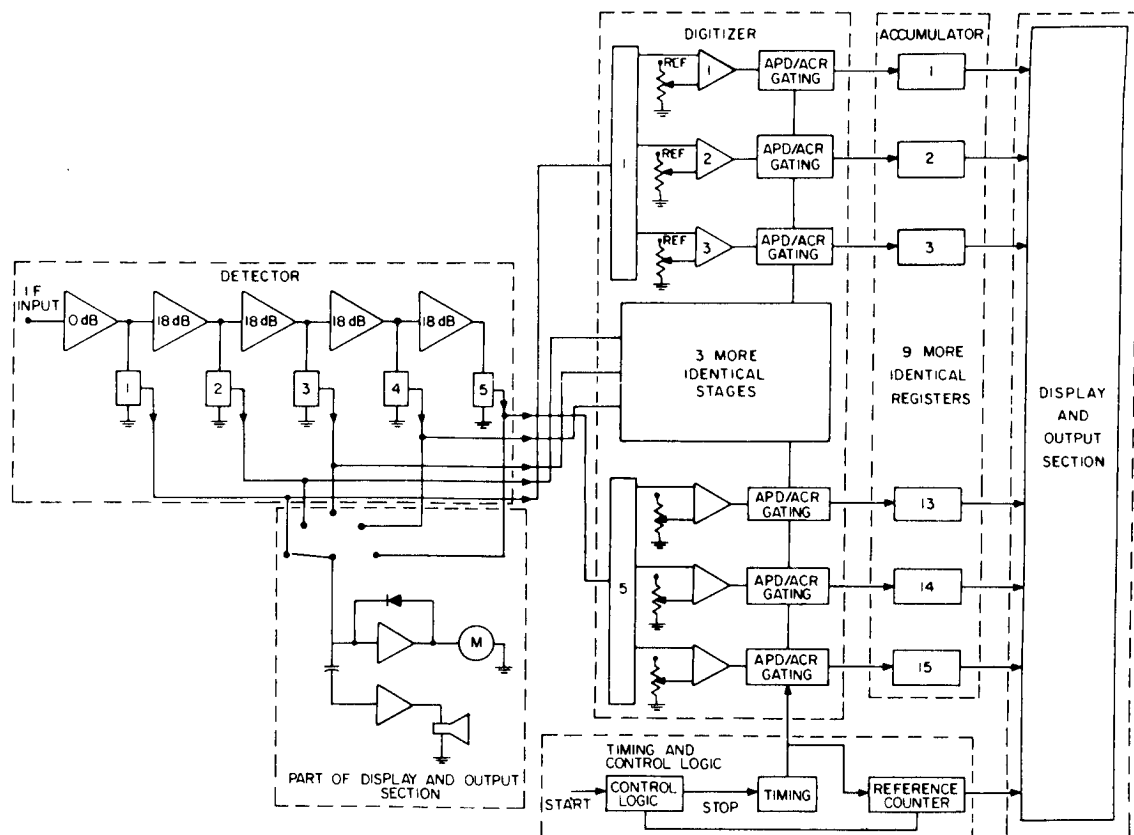 DIGITIZER
ACCUMULATOR
REF
1
APD/ACR
GATING
1
REF
2
APD/ACR
GATING
2
1
REF
3
APD/ACR
GATING
3
DETECTOR
I F
INPUT
0 dB
18 dB
18 dB
18 dB
18 dB
1
2
3
4
5
3 MORE
IDENTICAL
STAGES
9 MORE
IDENTICAL
REGISTERS
DISPLAY
AND
OUTPUT
SECTION
APD/ACR
GATING
13
5
APD/ACR
GATING
14
APD/ACR
GATING
15
M
PART OF DISPLAY AND OUTPUT
SECTION
TIMING AND
CONTROL LOGIC
START
CONTROL
LOGIC
STOP
TIMING
REFERENCE
COUNTER